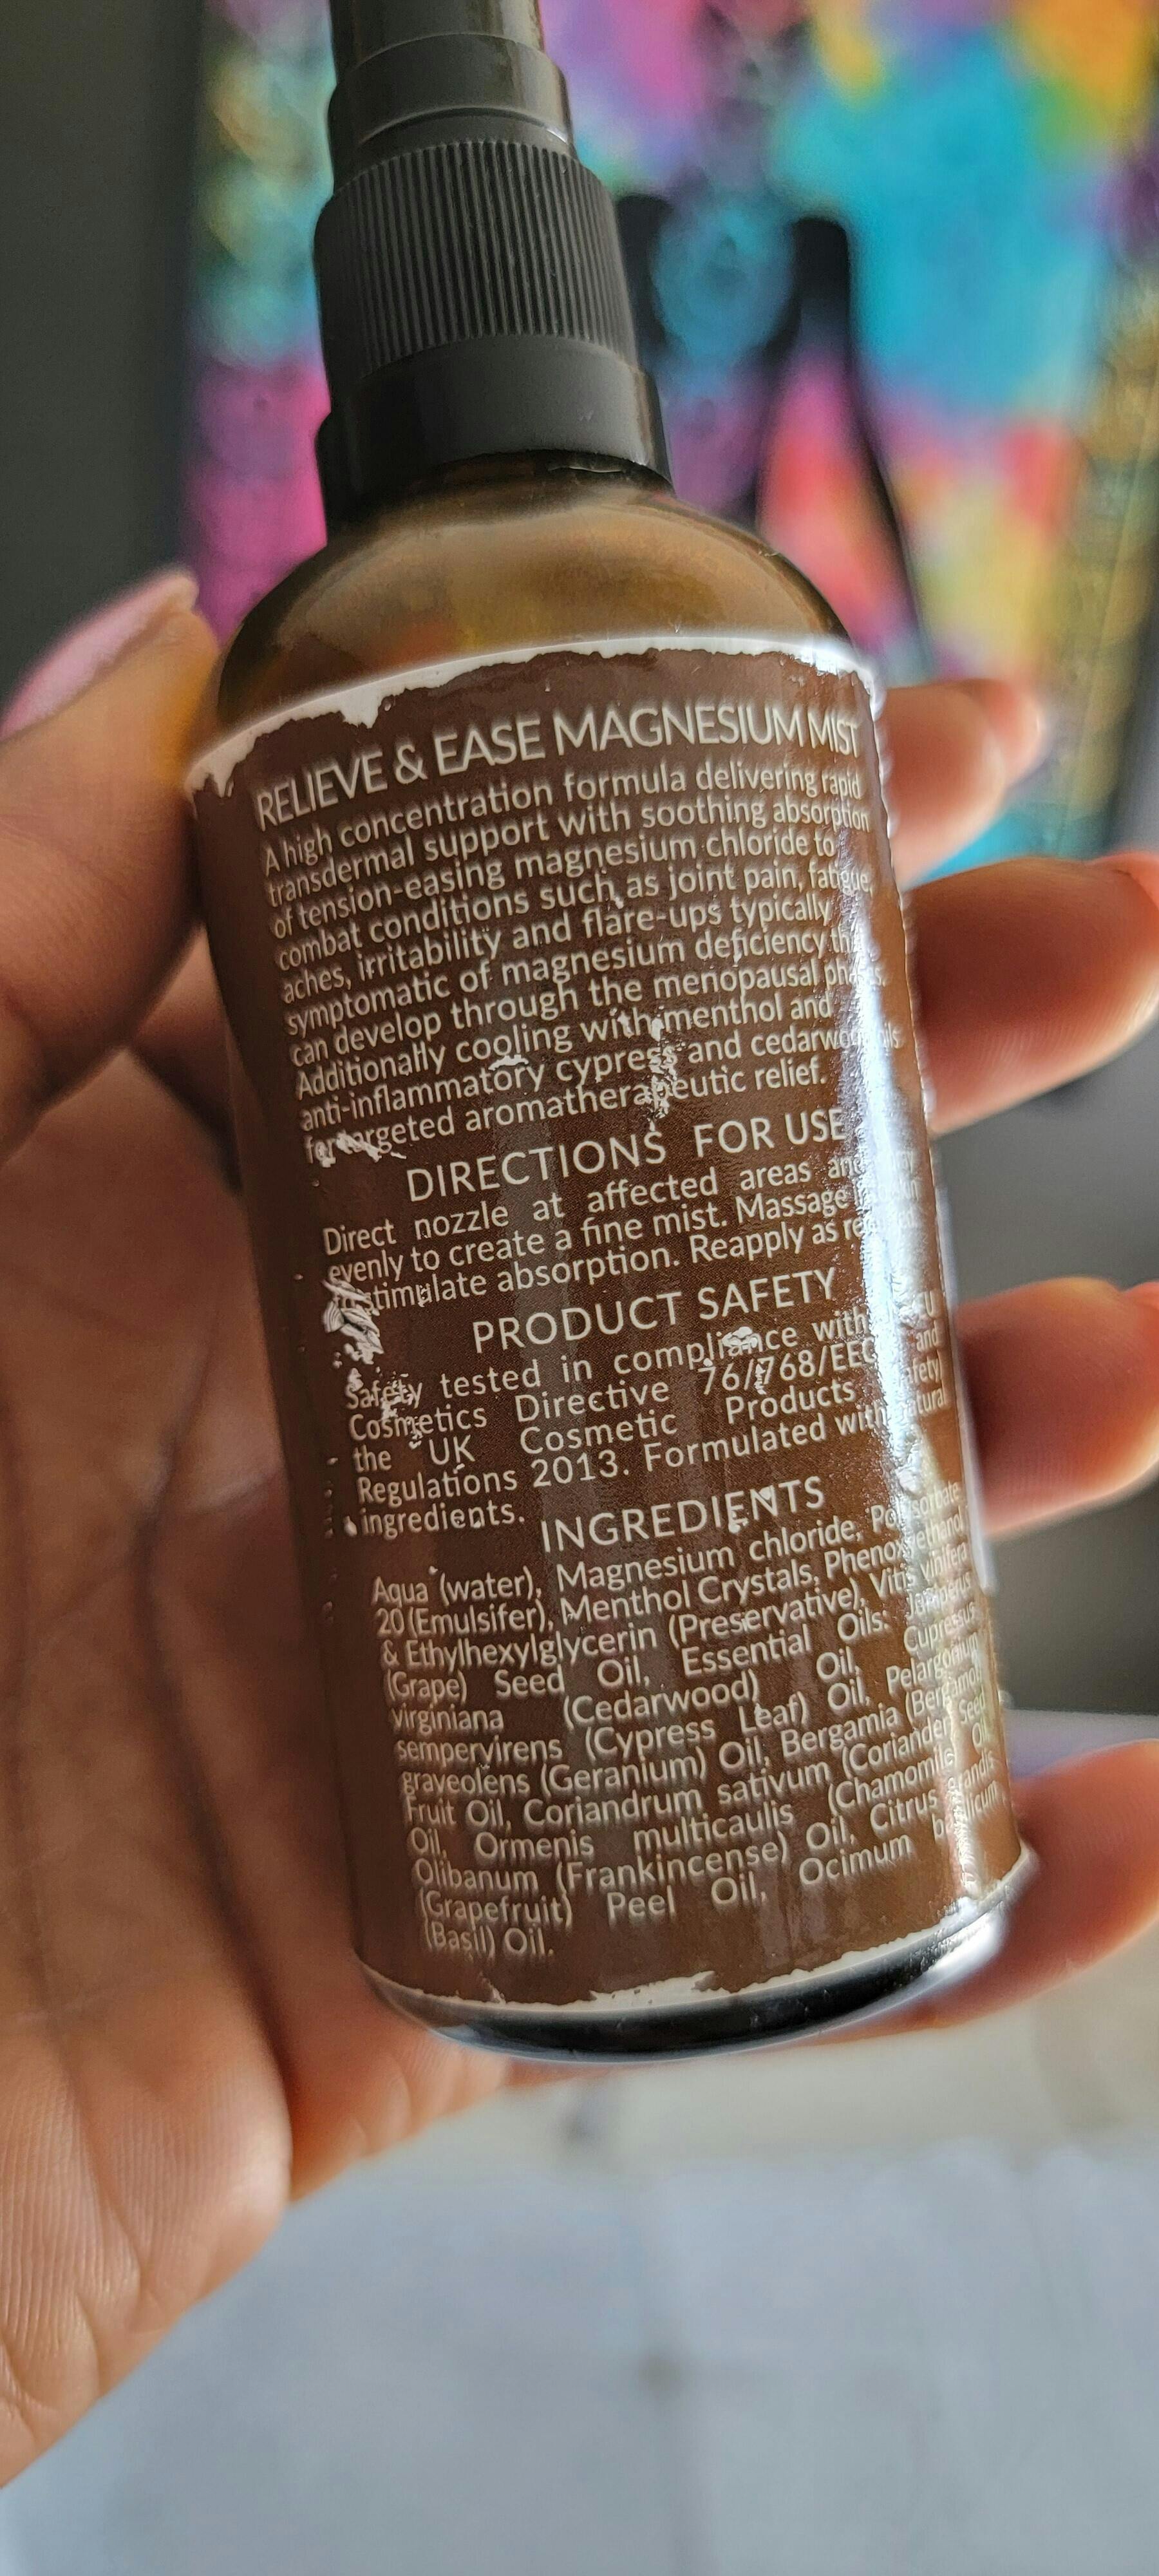 RELIEVE & EASE MAGNESIUM MIST
A high concentration formula delivering rapid
transdermal support with soothing absorption
of tension-easing magnesium chloride to
combat conditions such as joint pain, fatigue,
aches, irritability and flare-ups typically
symptomatic of magnesium deficiency
can develop through the menopausal
Additionally cooling with menthol and
anti-inflammatory cypress and cedarwood oils
for targeted aromatherapeutic relief.
DIRECTIONS FOR USE
Direct nozzle at affected areas and
evenly to create a fine mist. Massage
to stimulate absorption. Reapply as
PRODUCT SAFETY
Safety tested in compliance with EU
Cosmetics Directive 76/768/EEC and
the UK Cosmetic Products (Safety)
Regulations 2013. Formulated with natural
ingredients.
INGREDIENTS
Aqua (water), Magnesium chloride, Polysorbate
20 (Emulsifer), Menthol Crystals, Phenoxyethanol
& Ethylhexylglycerin (Preservative), Vitis vinifera
(Grape) Seed Oil, Essential Oils: Juniperus
virginiana (Cedarwood) Oil, Cupressus
sempervirens (Cypress Leaf) Oil, Pelargonium
graveolens (Geranium) Oil, Bergamia (Bergamot)
Fruit Oil, Coriandrum sativum (Coriander) Seed
Oil, Ormenis multicaulis (Chamomile) Oil,
Olibanum (Frankincense) Oil, Citrus grandis
(Grapefruit) Peel Oil, Ocimum basilicum
(Basil) Oil.